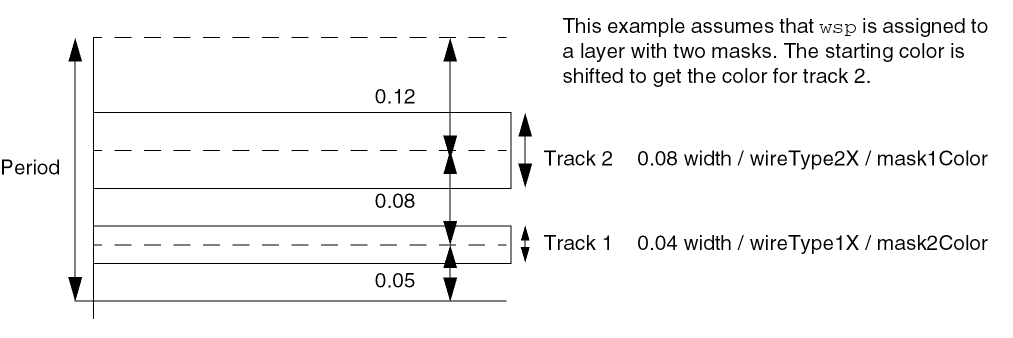 This example assumes that wsp is assigned to
a layer with two masks. The starting color is
shifted to get the color for track 2.
0.12
Period
Track 2 0.08 width / wireType2X / mask1Color
0.08
Track 1 0.04 width / wireType1X / mask2Color
0.05